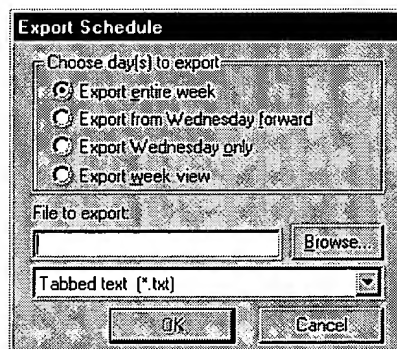 Export Schedule
Choose day(s) to export
Export entire week
Export from Wednesday forward
Export Wednesday only
Export week view
File to export:
Browse...
Tabbed text (*.txt)
OK
Cancel